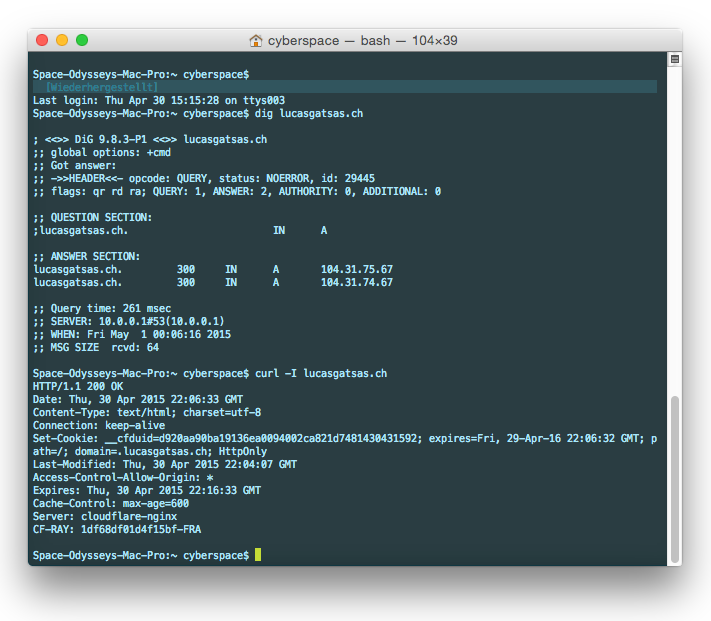 cyberspace — bash — 104×39
Space-Odysseys-Mac-Pro:~ cyberspace$
[Wiederhergestellt]
Last login: Thu Apr 30 15:15:28 on ttys003
Space-Odysseys-Mac-Pro:~ cyberspace$ dig lucasgatsas.ch
; <<>> DiG 9.8.3-P1 <<>> lucasgatsas.ch
;; global options: +cmd
;; Got answer:
;; ->>HEADER<<- opcode: QUERY, status: NOERROR, id: 29445
;; flags: qr rd ra; QUERY: 1, ANSWER: 2, AUTHORITY: 0, ADDITIONAL: 0
;; QUESTION SECTION:
;lucasgatsas.ch. IN A
;; ANSWER SECTION:
lucasgatsas.ch. 300 IN A 104.31.75.67
lucasgatsas.ch. 300 IN A 104.31.74.67
;; Query time: 261 msec
;; SERVER: 10.0.0.1#53(10.0.0.1)
;; WHEN: Fri May  1 00:06:16 2015
;; MSG SIZE  rcvd: 64
Space-Odysseys-Mac-Pro:~ cyberspace$ curl -I lucasgatsas.ch
HTTP/1.1 200 OK
Date: Thu, 30 Apr 2015 22:06:33 GMT
Content-Type: text/html; charset=utf-8
Connection: keep-alive
Set-Cookie: __cfduid=d920aa90ba19136ea0094002ca821d7481430431592; expires=Fri, 29-Apr-16 22:06:32 GMT; p
ath=/; domain=.lucasgatsas.ch; HttpOnly
Last-Modified: Thu, 30 Apr 2015 22:04:07 GMT
Access-Control-Allow-Origin: *
Expires: Thu, 30 Apr 2015 22:16:33 GMT
Cache-Control: max-age=600
Server: cloudflare-nginx
CF-RAY: 1df68df01d4f15bf-FRA
Space-Odysseys-Mac-Pro:~ cyberspace$